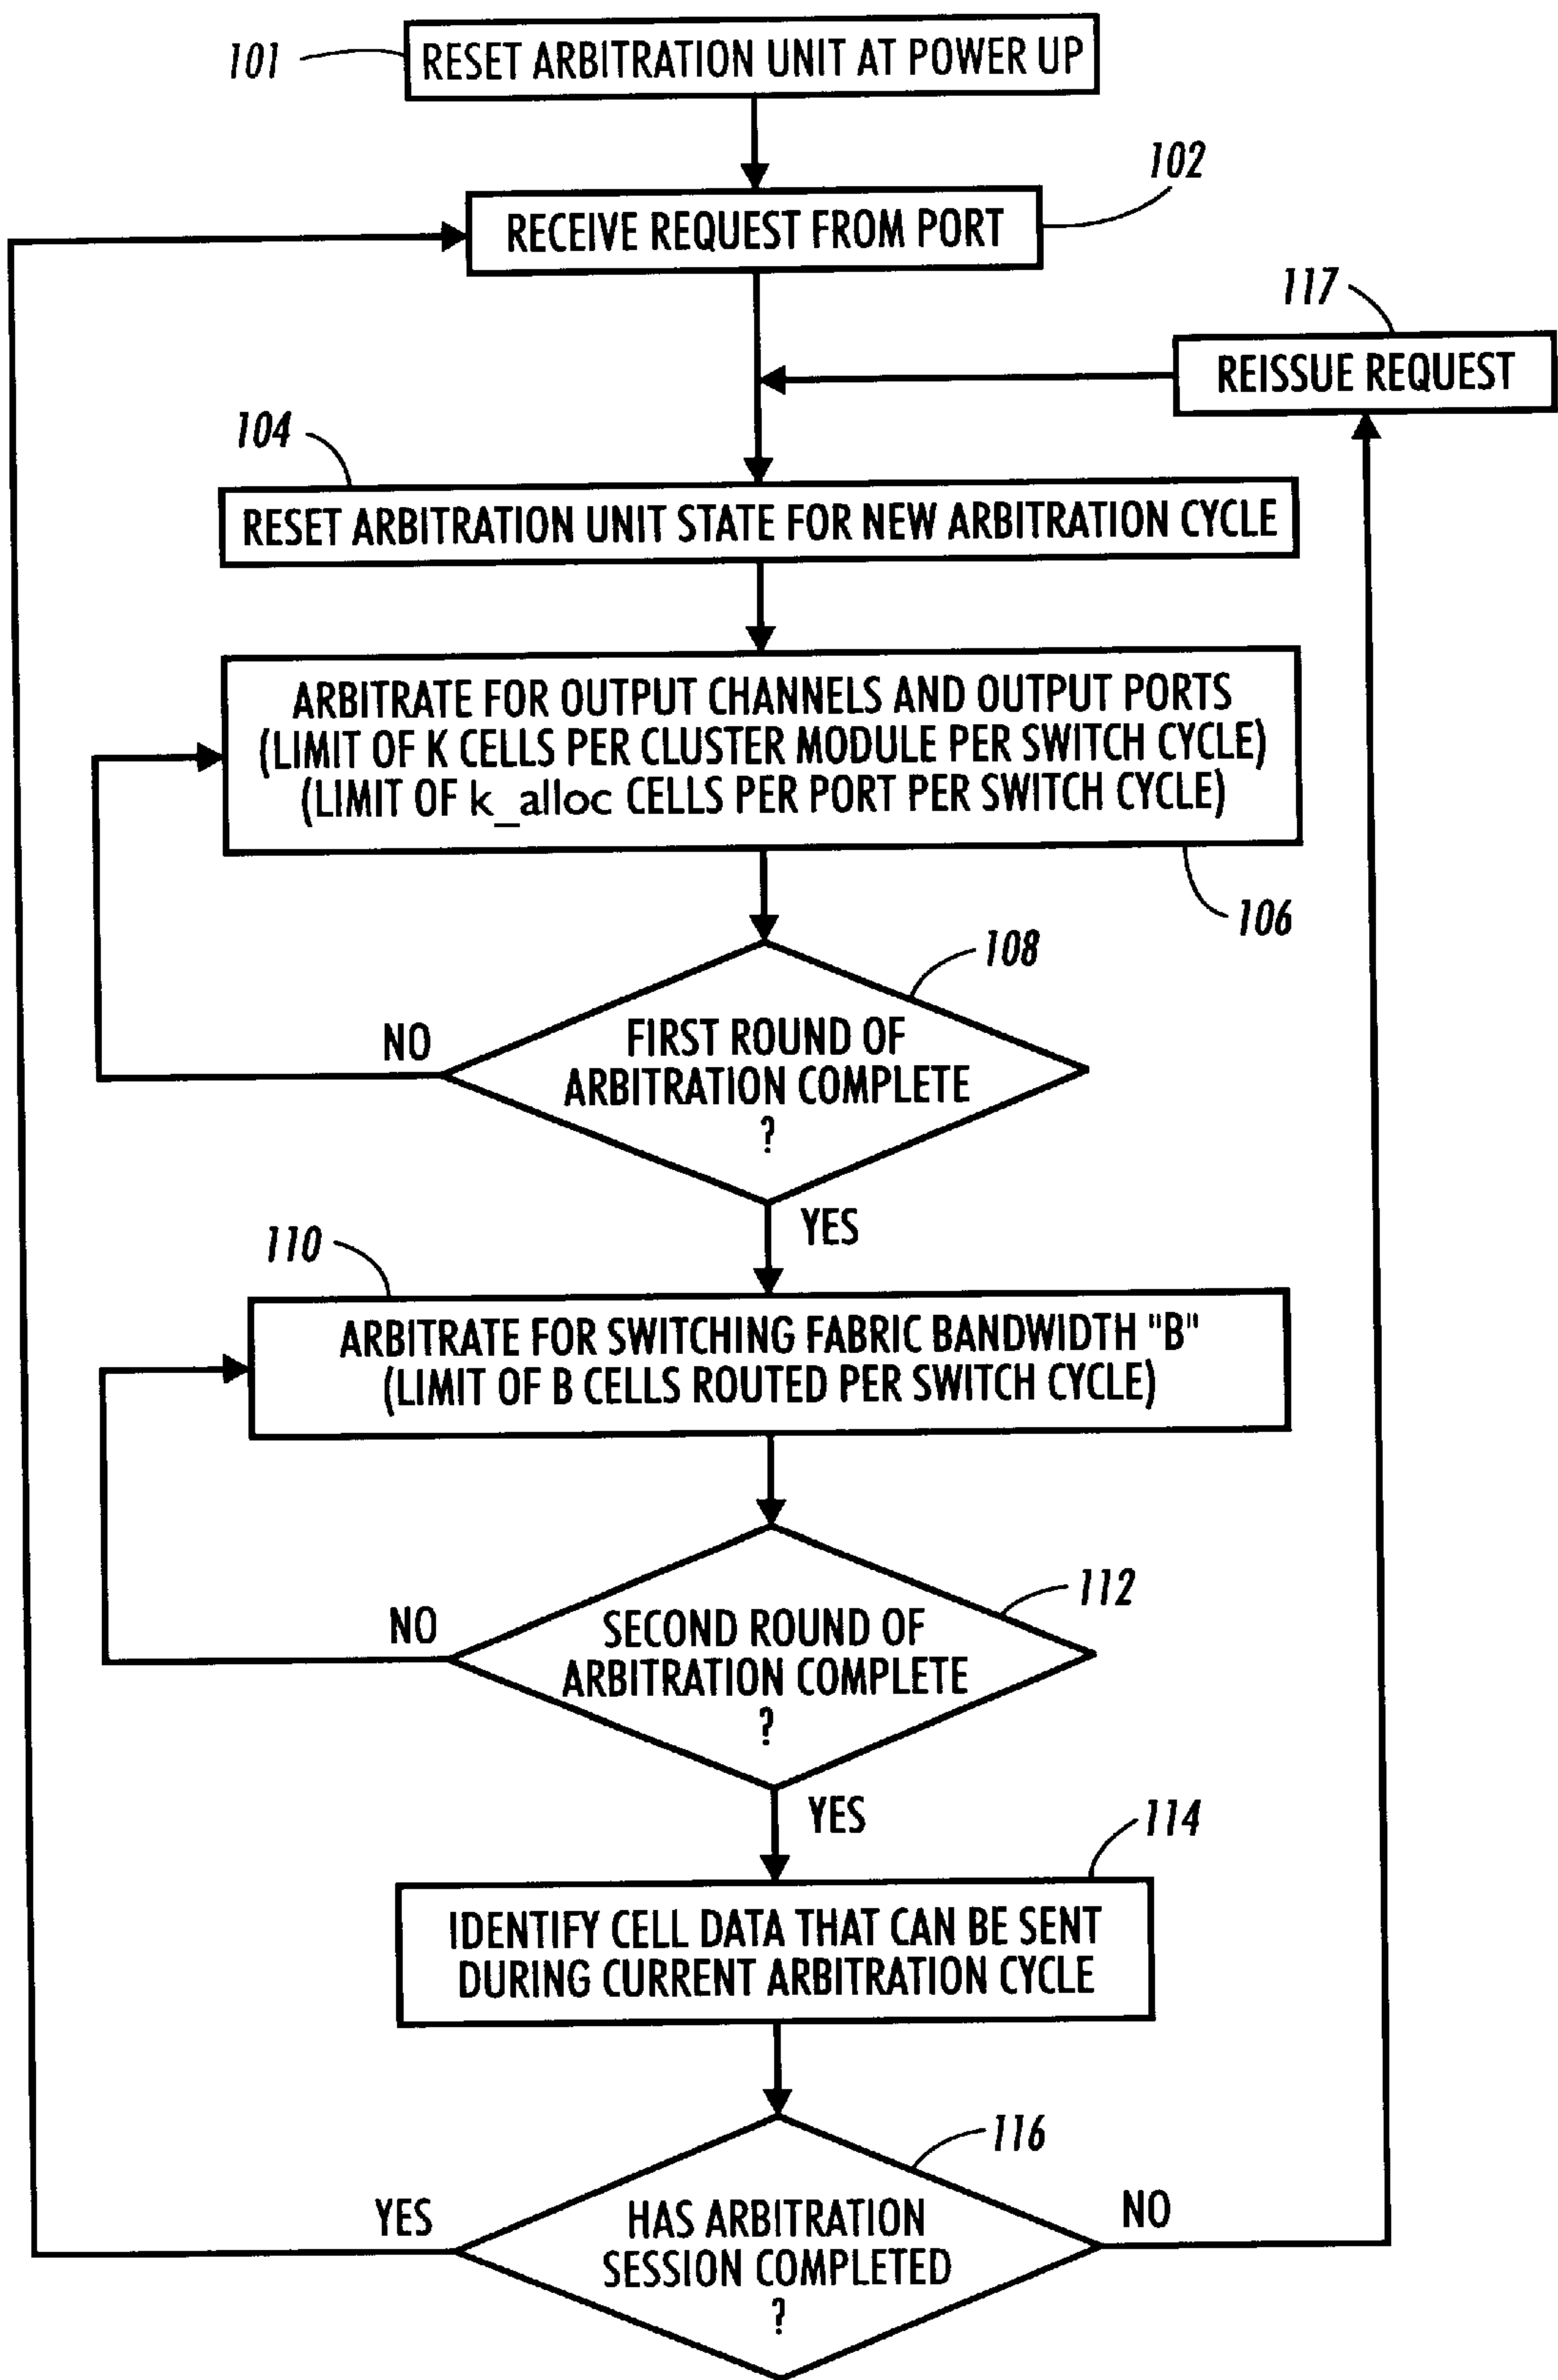 101
RESET ARBITRATION UNIT AT POWER UP
102
RECEIVE REQUEST FROM PORT
117
REISSUE REQUEST
104
RESET ARBITRATION UNIT STATE FOR NEW ARBITRATION CYCLE
ARBITRATE FOR OUTPUT CHANNELS AND OUTPUT PORTS
(LIMIT OF K CELLS PER CLUSTER MODULE PER SWITCH CYCLE)
(LIMIT OF k_alloc CELLS PER PORT PER SWITCH CYCLE)
106
108
NO
FIRST ROUND OF
ARBITRATION COMPLETE
?
YES
110
ARBITRATE FOR SWITCHING FABRIC BANDWIDTH "B"
(LIMIT OF B CELLS ROUTED PER SWITCH CYCLE)
112
NO
SECOND ROUND OF
ARBITRATION COMPLETE
?
YES
114
IDENTIFY CELL DATA THAT CAN BE SENT
DURING CURRENT ARBITRATION CYCLE
116
YES
NO
HAS ARBITRATION
SESSION COMPLETED
?